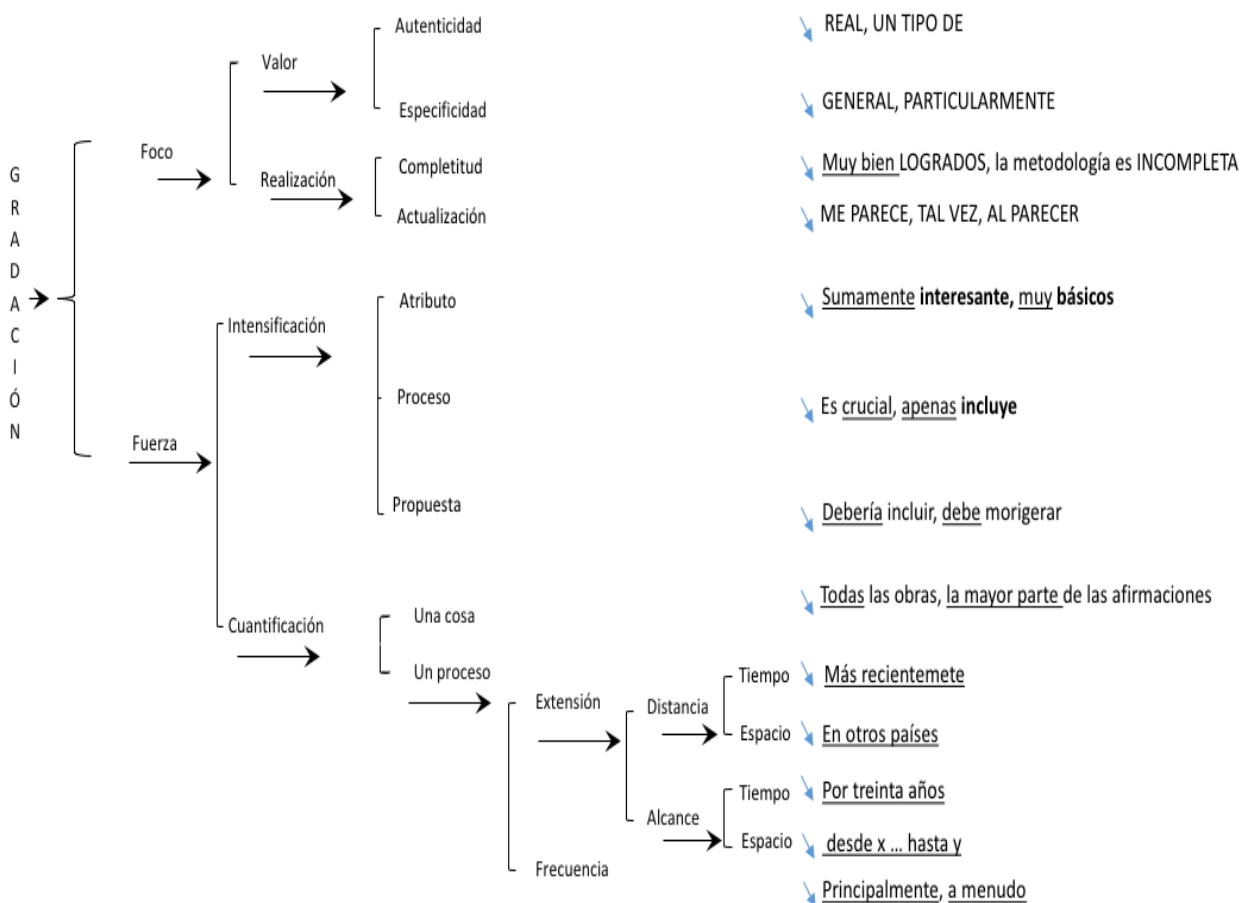 GRADACIÓN
Foco
Valor
Autenticidad
REAL, UN TIPO DE
Especificidad
GENERAL, PARTICULARMENTE
Realización
Completitud
Muy bien LOGRADOS, la metodología es INCOMPLETA
Actualización
ME PARECE, TAL VEZ, AL PARECER
Fuerza
Intensificación
Atributo
Sumamente interesante, muy básicos
Proceso
Es crucial, apenas incluye
Propuesta
Debería incluir, debe morigerar
Cuantificación
Una cosa
Todas las obras, la mayor parte de las afirmaciones
Un proceso
Extensión
Distancia
Tiempo
Más recientemete
Espacio
En otros países
Alcance
Tiempo
Por treinta años
Espacio
desde x ... hasta y
Frecuencia
Principalmente, a menudo